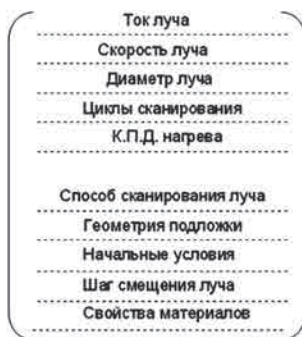 Ток луча
Скорость луча
Диаметр луча
Циклы сканирования
К.П.Д. нагрева
Способ сканирования луча
Геометрия подложки
Начальные условия
Шаг смещения луча
Свойства материалов